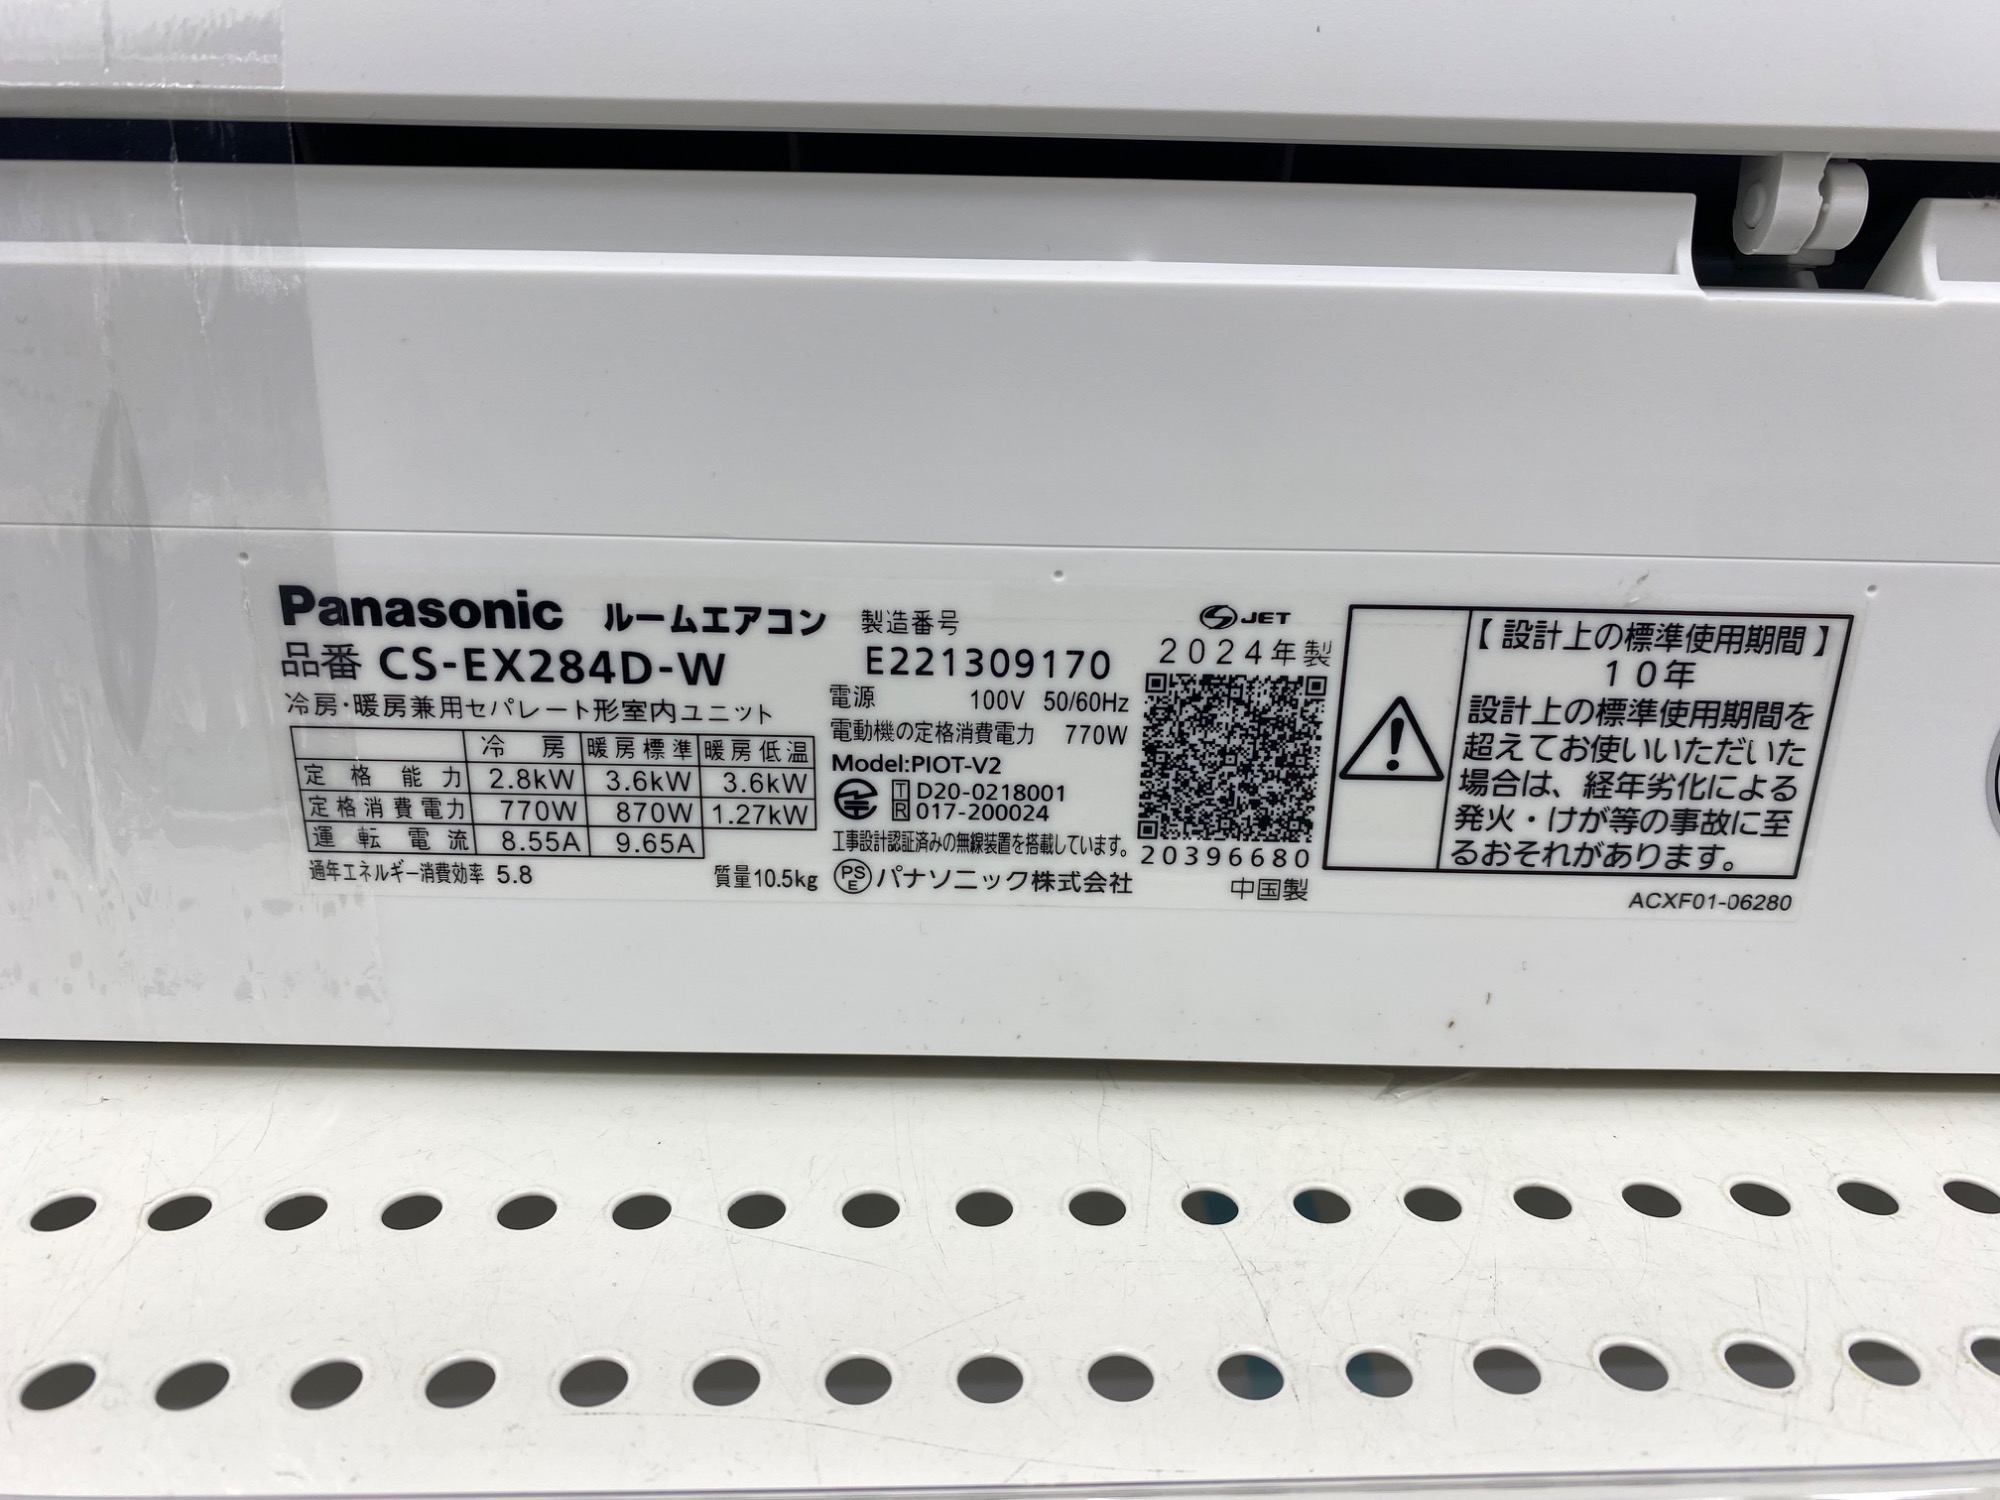 Panasonic ルームエアコン
品番 CS-EX284D-W
冷房・暖房兼用セパレート形室内ユニット
冷房 暖房標準 暖房低温
定格能力 2.8kW 3.6kW 3.6kW
定格消費電力 770W 870W 1.27kW
運転電流 8.55A 9.65A
通年エネルギー消費効率 5.8 質量10.5kg
製造番号
E221309170
電源 100V 50/60Hz
電動機の定格消費電力 770W
Model:PIOT-V2
T D20-0218001
R 017-200024
工事設計認証済みの無線装置を搭載しています。
PSE パナソニック株式会社
JET
2024年製
20396680
中国製
【設計上の標準使用期間】
10年
設計上の標準使用期間を
超えてお使いいただいた
場合は、経年劣化による
発火・けが等の事故に至
るおそれがあります。
ACXF01-06280